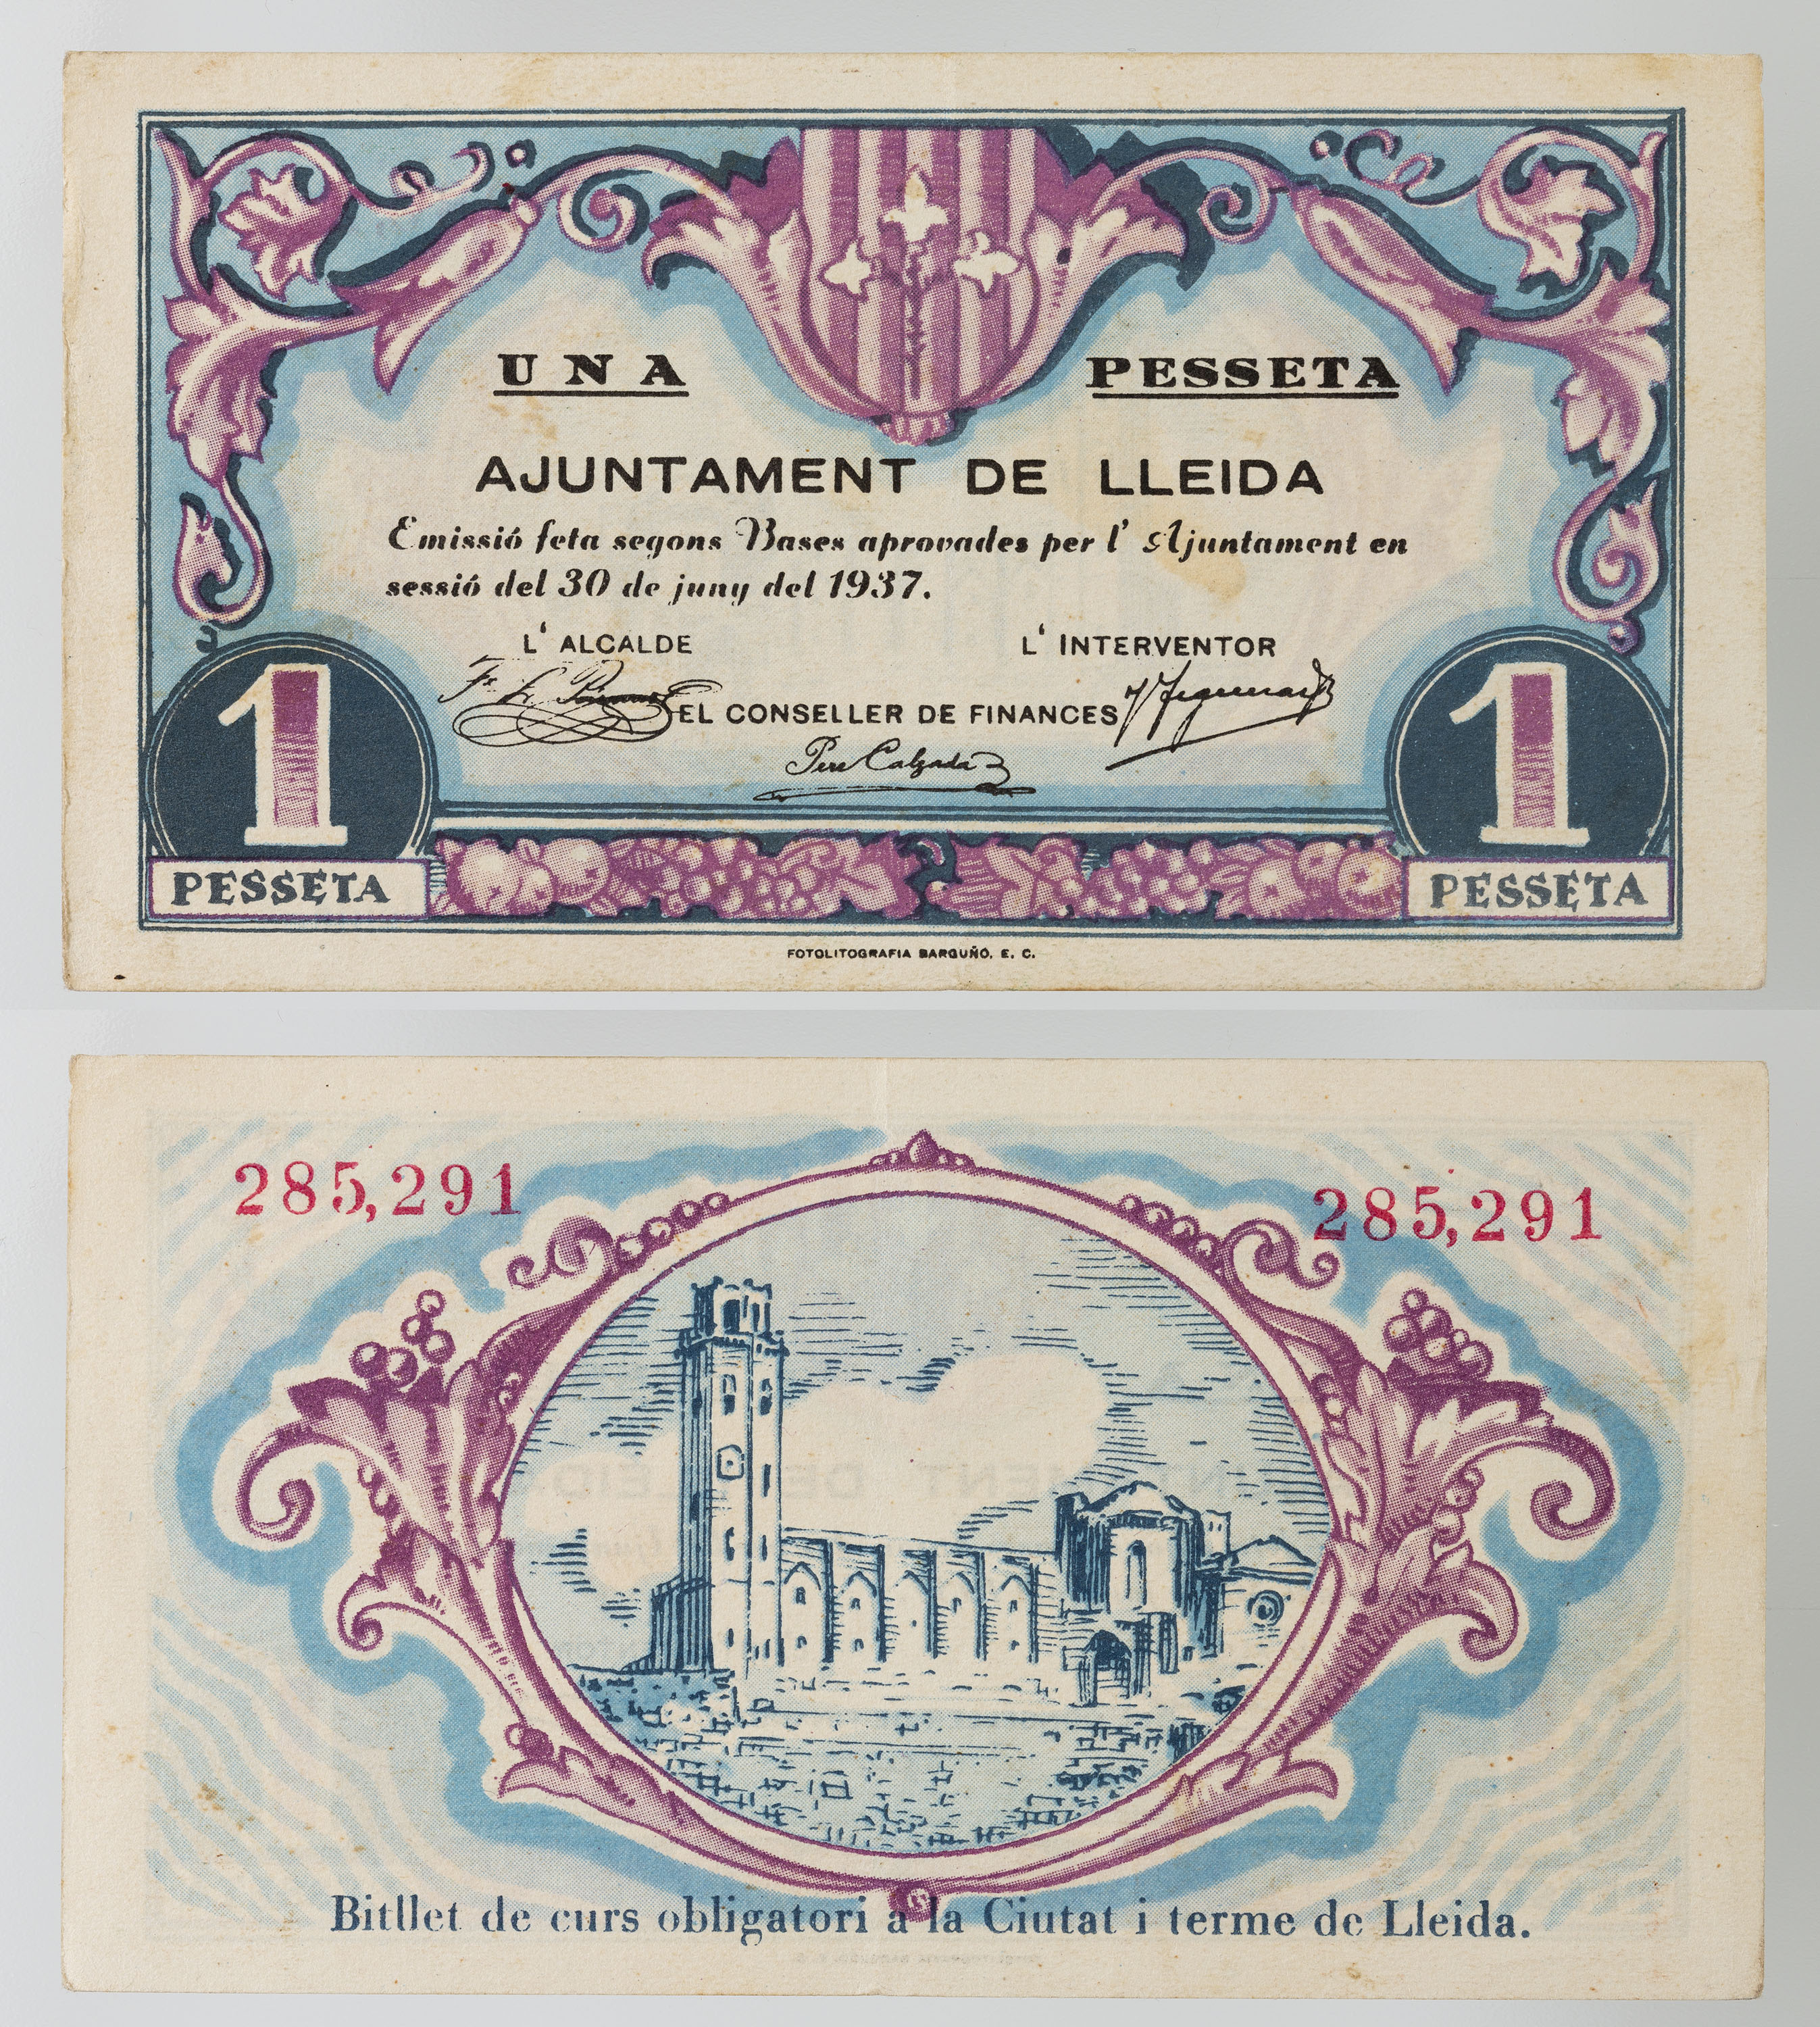 UNA PESSETA
AJUNTAMENT DE LLEIDA
Emissió feta segons Bases aprovades per l' Ajuntament en
sessió del 30 de juny del 1937.
L' ALCALDE L' INTERVENTOR
EL CONSELLER DE FINANCES
Pere Calzada
1 1
PESSETA PESSETA
FOTOLITOGRAFIA BARGUÑÓ, E. C.
285,291 285,291
Bitllet de curs obligatori a la Ciutat i terme de Lleida.